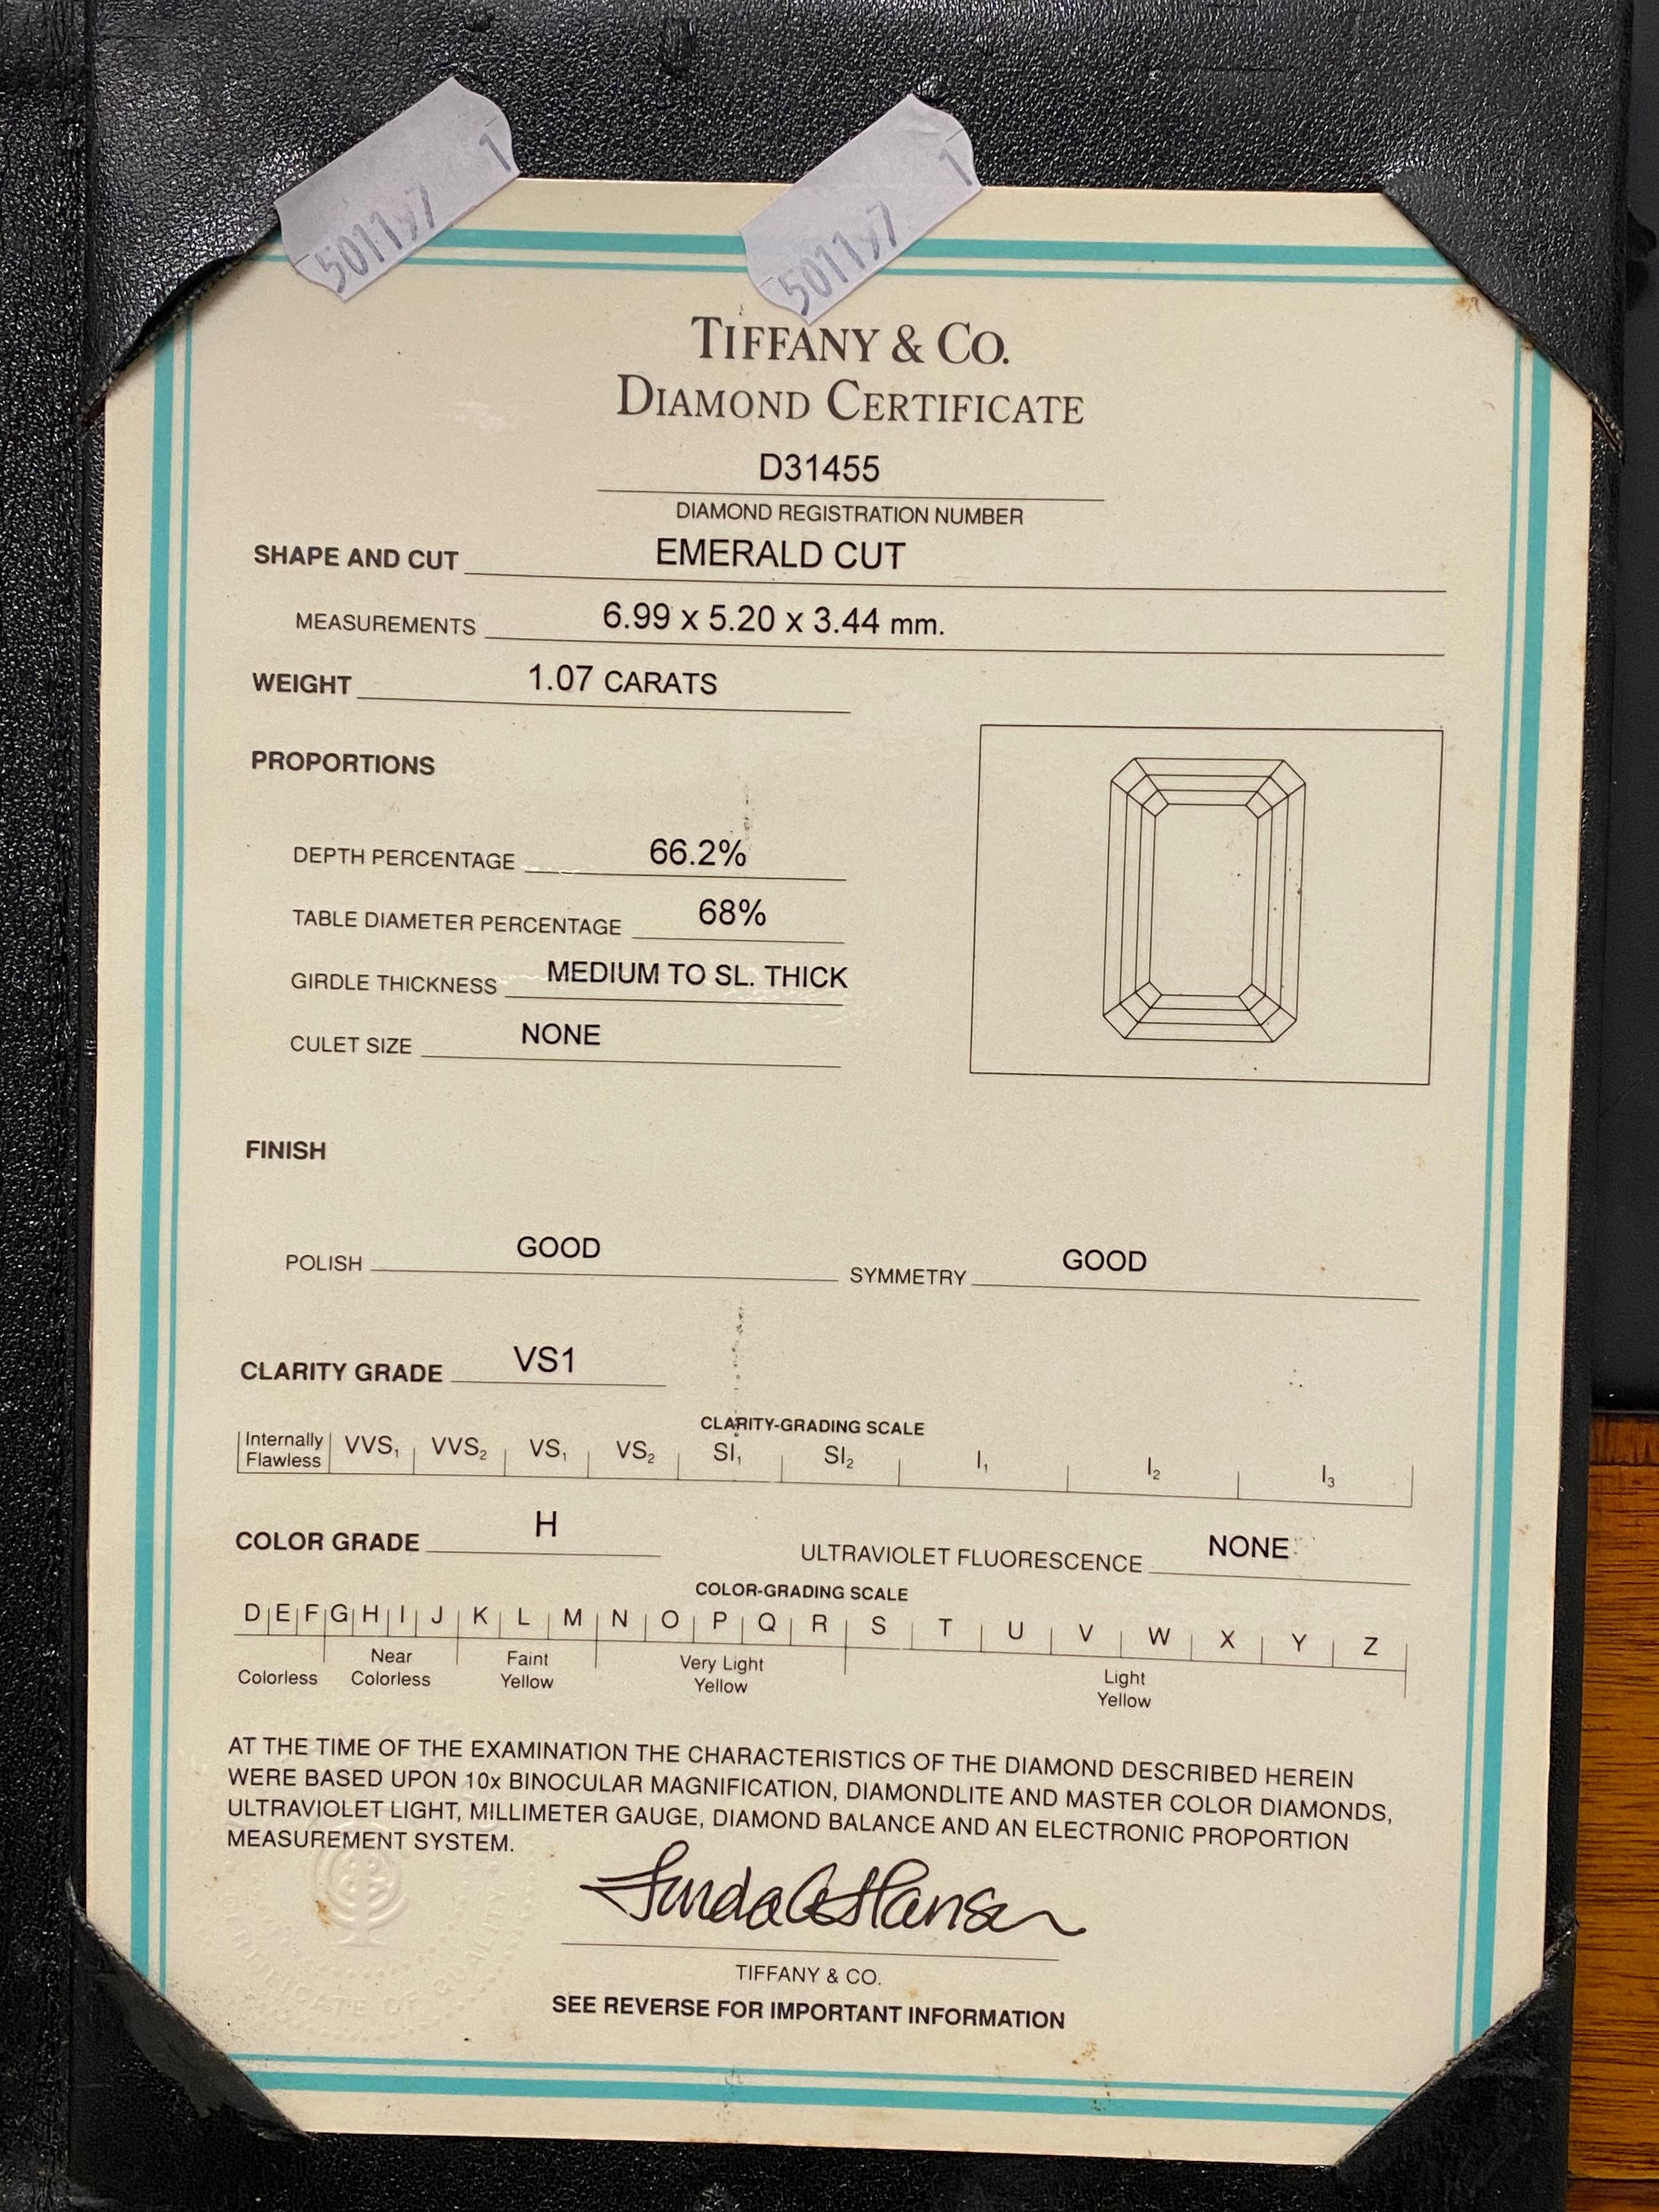 501197 1
501197 1
TIFFANY & CO.
DIAMOND CERTIFICATE
D31455
DIAMOND REGISTRATION NUMBER
SHAPE AND CUT EMERALD CUT
MEASUREMENTS 6.99 x 5.20 x 3.44 mm.
WEIGHT 1.07 CARATS
PROPORTIONS
DEPTH PERCENTAGE 66.2%
TABLE DIAMETER PERCENTAGE 68%
GIRDLE THICKNESS MEDIUM TO SL. THICK
CULET SIZE NONE
FINISH
POLISH GOOD SYMMETRY GOOD
CLARITY GRADE VS1
CLARITY-GRADING SCALE
Internally Flawless VVS₁ VVS₂ VS₁ VS₂ SI₁ SI₂ I₁ I₂ I₃
COLOR GRADE H ULTRAVIOLET FLUORESCENCE NONE
COLOR-GRADING SCALE
D E F G H I J K L M N O P Q R S T U V W X Y Z
Colorless Near Colorless Faint Yellow Very Light Yellow Light Yellow
AT THE TIME OF THE EXAMINATION THE CHARACTERISTICS OF THE DIAMOND DESCRIBED HEREIN
WERE BASED UPON 10x BINOCULAR MAGNIFICATION, DIAMONDLITE AND MASTER COLOR DIAMONDS,
ULTRAVIOLET LIGHT, MILLIMETER GAUGE, DIAMOND BALANCE AND AN ELECTRONIC PROPORTION
MEASUREMENT SYSTEM.
TIFFANY & CO.
SEE REVERSE FOR IMPORTANT INFORMATION
CERTIFICATE OF QUALITY